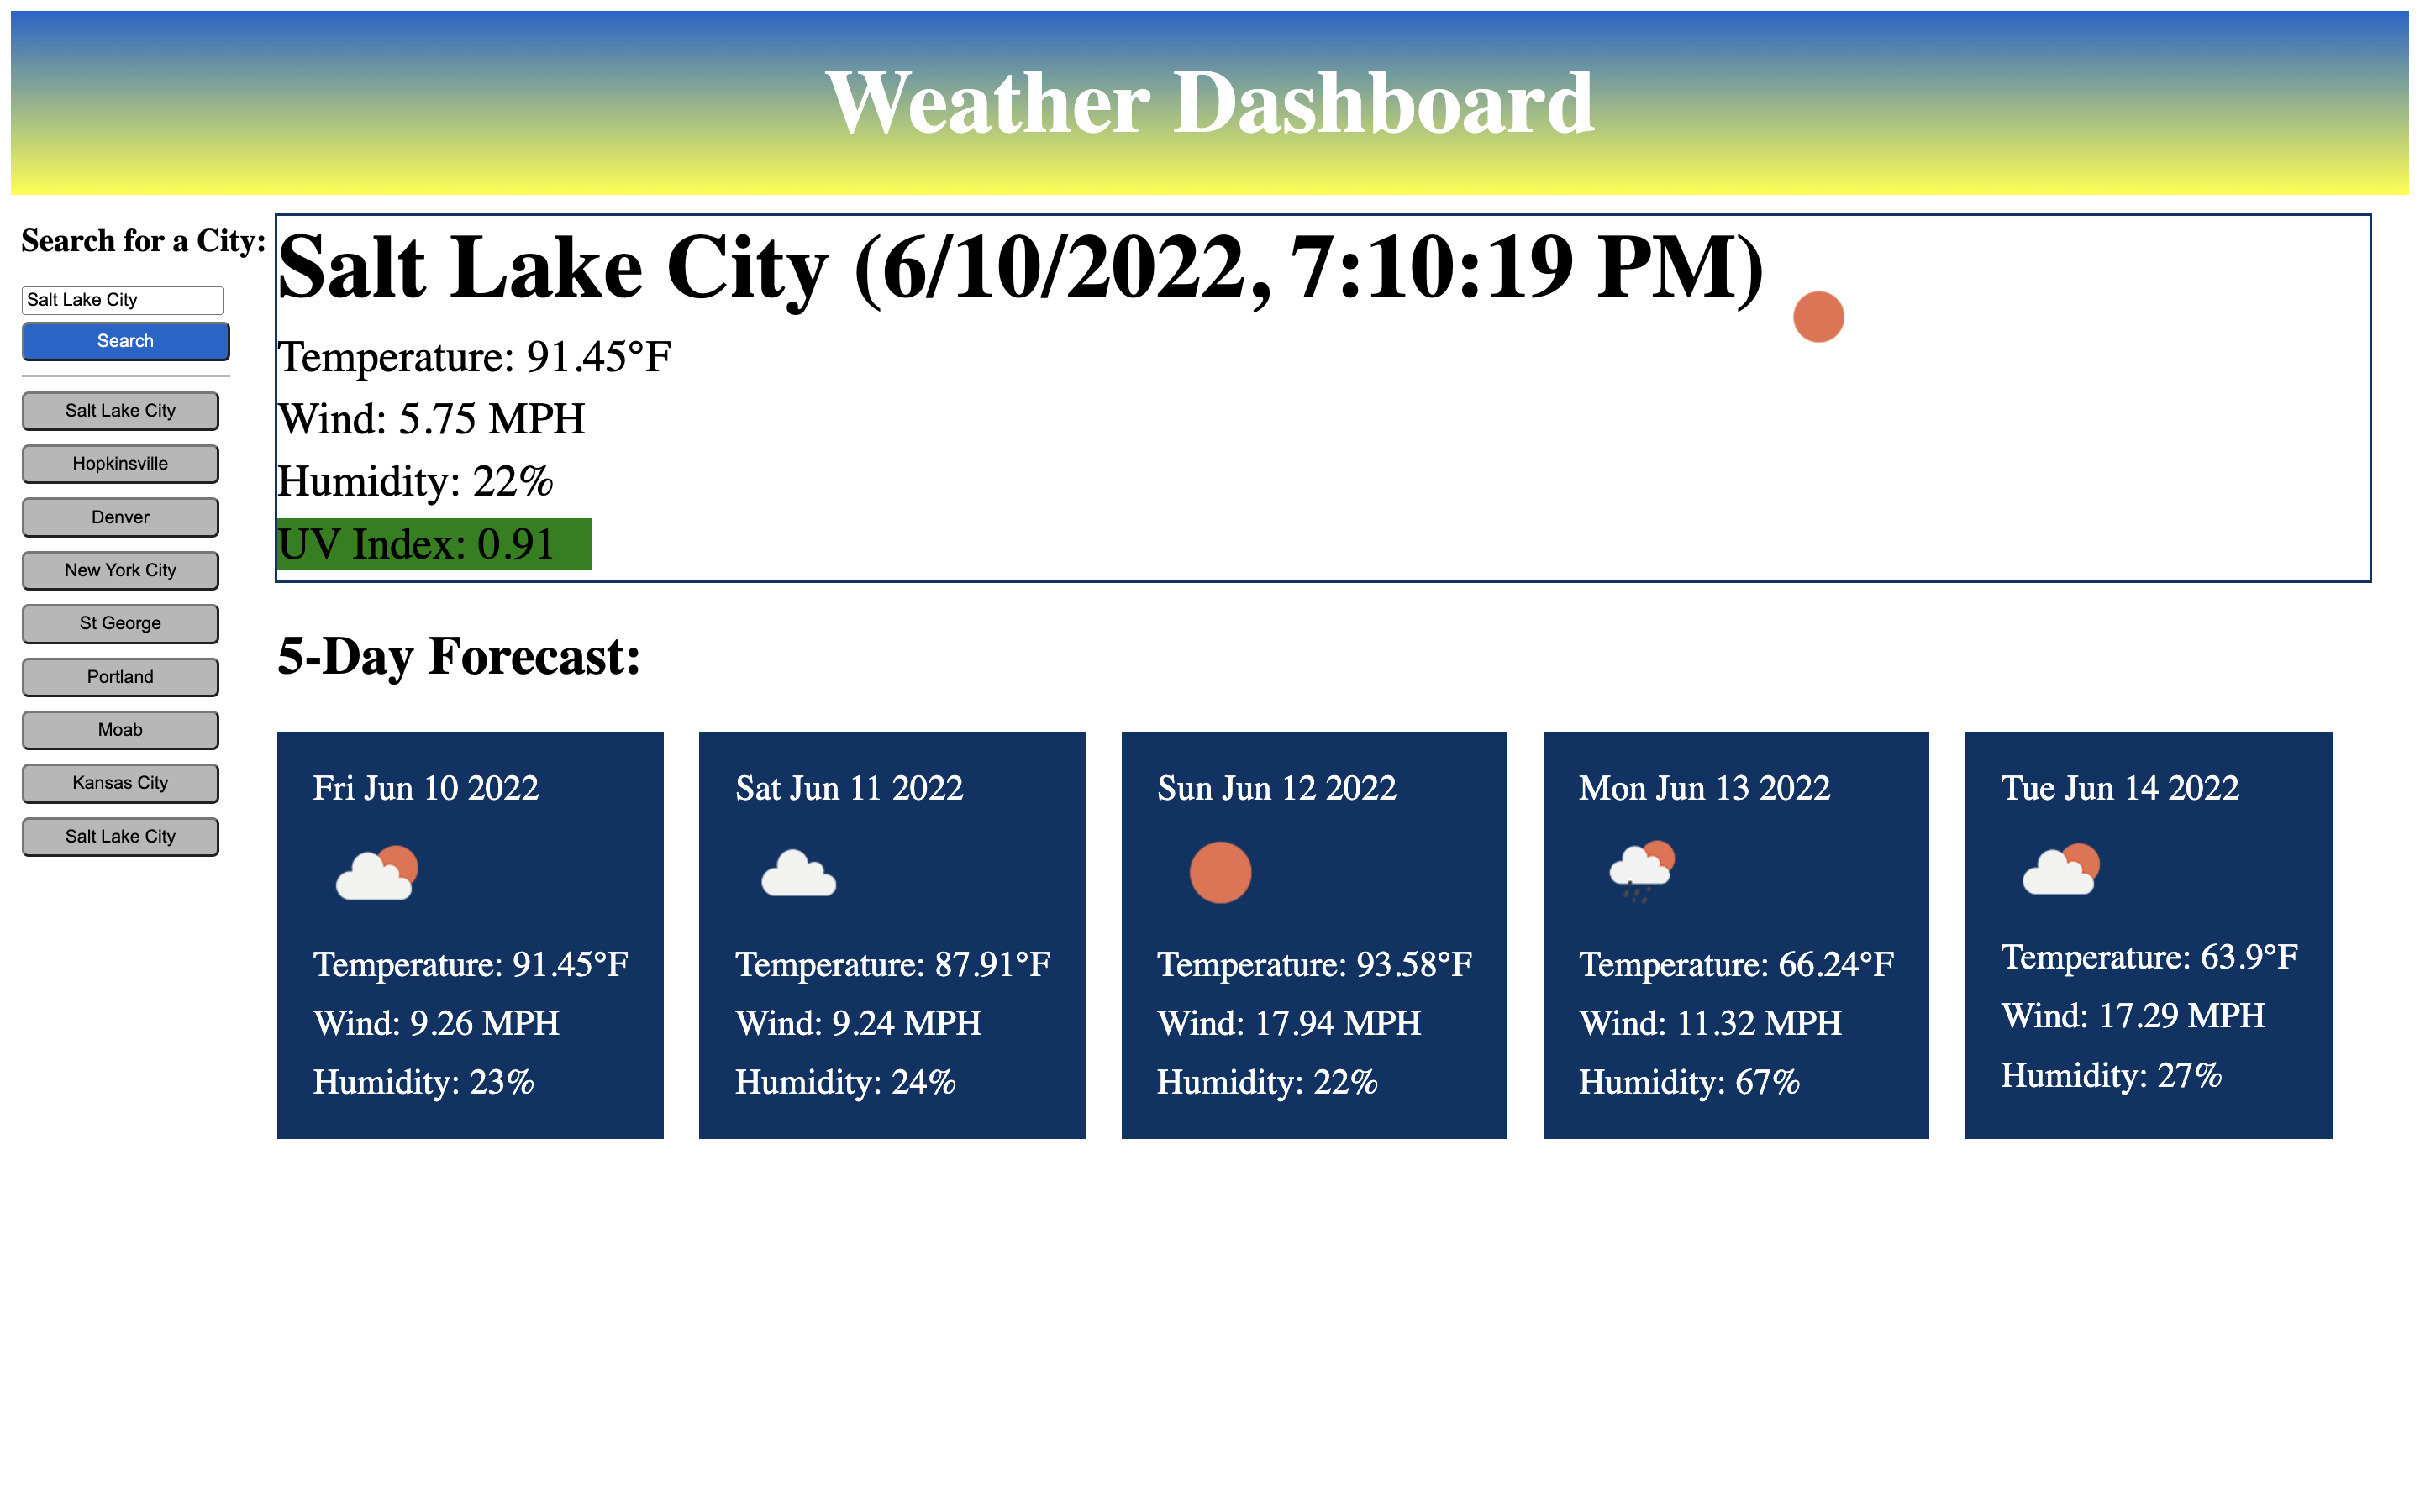 Weather Dashboard
Search for a City:
Salt Lake City
Search
Salt Lake City
Hopkinsville
Denver
New York City
St George
Portland
Moab
Kansas City
Salt Lake City
Salt Lake City (6/10/2022, 7:10:19 PM)
Temperature: 91.45°F
Wind: 5.75 MPH
Humidity: 22%
UV Index: 0.91
5-Day Forecast:
Fri Jun 10 2022
Temperature: 91.45°F
Wind: 9.26 MPH
Humidity: 23%
Sat Jun 11 2022
Temperature: 87.91°F
Wind: 9.24 MPH
Humidity: 24%
Sun Jun 12 2022
Temperature: 93.58°F
Wind: 17.94 MPH
Humidity: 22%
Mon Jun 13 2022
Temperature: 66.24°F
Wind: 11.32 MPH
Humidity: 67%
Tue Jun 14 2022
Temperature: 63.9°F
Wind: 17.29 MPH
Humidity: 27%